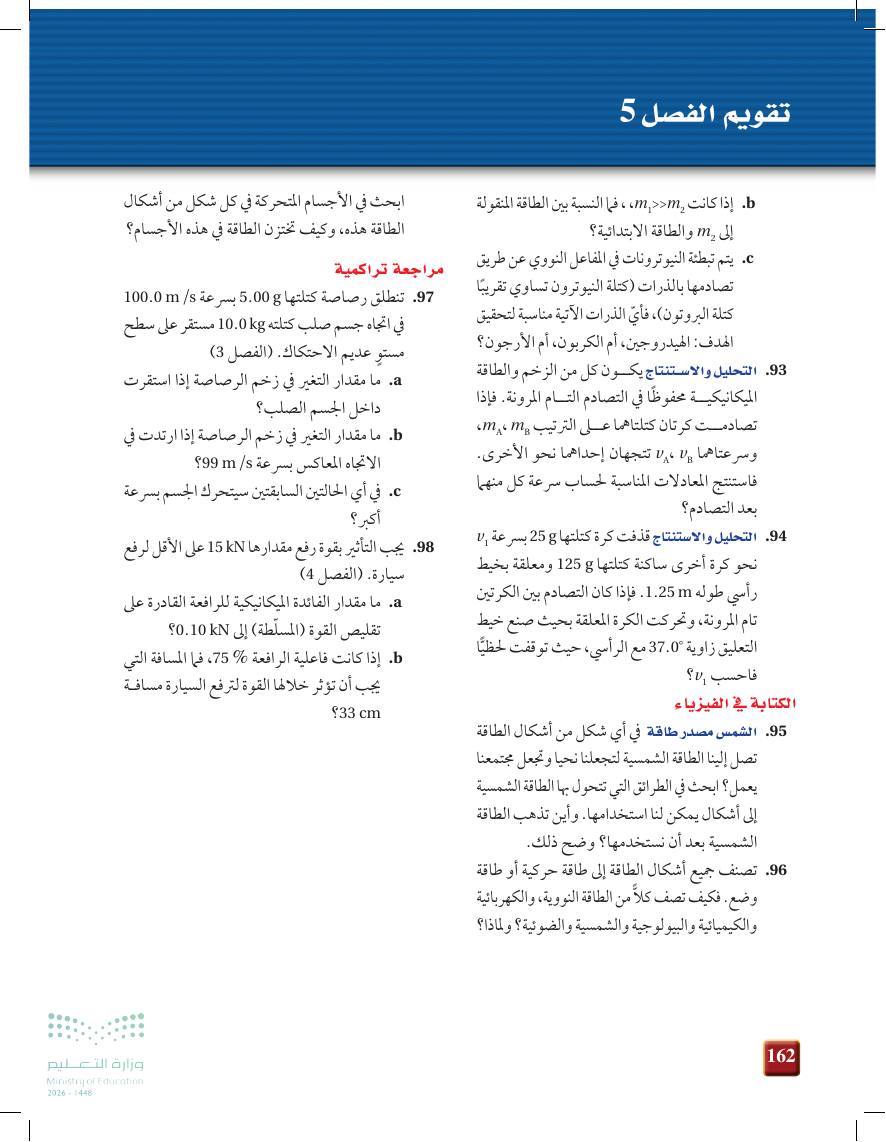 تقويم الفصل 5
b. إذا كانت m1>>m2 ،، فما النسبة بين الطاقة المنقولة
إلى m2 والطاقة الابتدائية؟
c. يتم تبطئة النيوترونات في المفاعل النووي عن طريق
تصادمها بالذرات (كتلة النيوترون تساوي تقريبًا
كتلة البروتون)، فأيّ الذرات الآتية مناسبة لتحقيق
الهدف: الهيدروجين، أم الكربون، أم الأرجون؟
93. التحليل والاستنتاج يكون كل من الزخم والطاقة
الميكانيكية محفوظًا في التصادم التام المرونة. فإذا
تصادمت كرتان كتلتاهما على الترتيب mA، mB،
وسرعتاهما vA، vB تتجهان إحداهما نحو الأخرى.
فاستنتج المعادلات المناسبة لحساب سرعة كل منهما
بعد التصادم؟
94. التحليل والاستنتاج قذفت كرة كتلتها 25 g بسرعة v1
نحو كرة أخرى ساكنة كتلتها 125 g ومعلقة بخيط
رأسي طوله 1.25 m. فإذا كان التصادم بين الكرتين
تام المرونة، وتحركت الكرة المعلقة بحيث صنع خيط
التعليق زاوية 37.0° مع الرأسي، حيث توقفت لحظيًّا
فاحسب v1؟
الكتابة في الفيزياء
95. الشمس مصدر طاقة في أي شكل من أشكال الطاقة
تصل إلينا الطاقة الشمسية لتجعلنا نحيا وتجعل مجتمعنا
يعمل؟ ابحث في الطرائق التي تتحول بها الطاقة الشمسية
إلى أشكال يمكن لنا استخدامها. وأين تذهب الطاقة
الشمسية بعد أن نستخدمها؟ وضح ذلك.
96. تصنف جميع أشكال الطاقة إلى طاقة حركية أو طاقة
وضع. فكيف تصف كلاًّ من الطاقة النووية، والكهربائية
والكيميائية والبيولوجية والشمسية والضوئية؟ ولماذا؟
ابحث في الأجسام المتحركة في كل شكل من أشكال
الطاقة هذه، وكيف تختزن الطاقة في هذه الأجسام؟
مراجعة تراكمية
97. تنطلق رصاصة كتلتها 5.00 g بسرعة 100.0 m/s
في اتجاه جسم صلب كتلته 10.0 kg مستقر على سطح
مستوٍ عديم الاحتكاك. (الفصل 3)
a. ما مقدار التغير في زخم الرصاصة إذا استقرت
داخل الجسم الصلب؟
b. ما مقدار التغير في زخم الرصاصة إذا ارتدت في
الاتجاه المعاكس بسرعة 99 m/s؟
c. في أي الحالتين السابقتين سيتحرك الجسم بسرعة
أكبر؟
98. يجب التأثير بقوة رفع مقدارها 15 kN على الأقل لرفع
سيارة. (الفصل 4)
a. ما مقدار الفائدة الميكانيكية للرافعة القادرة على
تقليص القوة (المسلّطة) إلى 0.10 kN؟
b. إذا كانت فاعلية الرافعة 75 %، فما المسافة التي
يجب أن تؤثر خلالها القوة لترفع السيارة مسافة
33 cm؟
وزارة التعليم
Ministry of Education
2026 - 1448
162